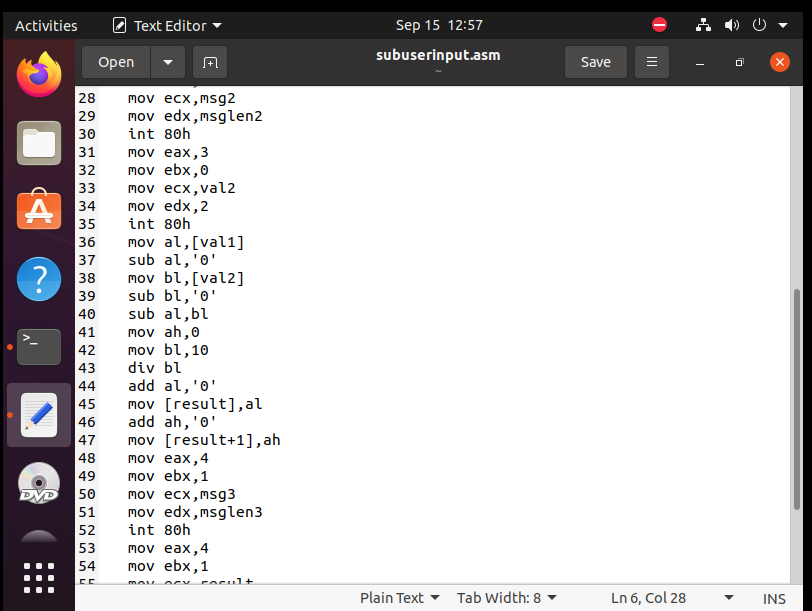 Activities
Text Editor
Sep 15 12:57
Open
subuserinput.asm
~
Save
28 mov ecx,msg2
29 mov edx,msglen2
30 int 80h
31 mov eax,3
32 mov ebx,0
33 mov ecx,val2
34 mov edx,2
35 int 80h
36 mov al,[val1]
37 sub al,'0'
38 mov bl,[val2]
39 sub bl,'0'
40 sub al,bl
41 mov ah,0
42 mov bl,10
43 div bl
44 add al,'0'
45 mov [result],al
46 add ah,'0'
47 mov [result+1],ah
48 mov eax,4
49 mov ebx,1
50 mov ecx,msg3
51 mov edx,msglen3
52 int 80h
53 mov eax,4
54 mov ebx,1
55 mov ecx,result
Plain Text
Tab Width: 8
Ln 6, Col 28
INS
DVD